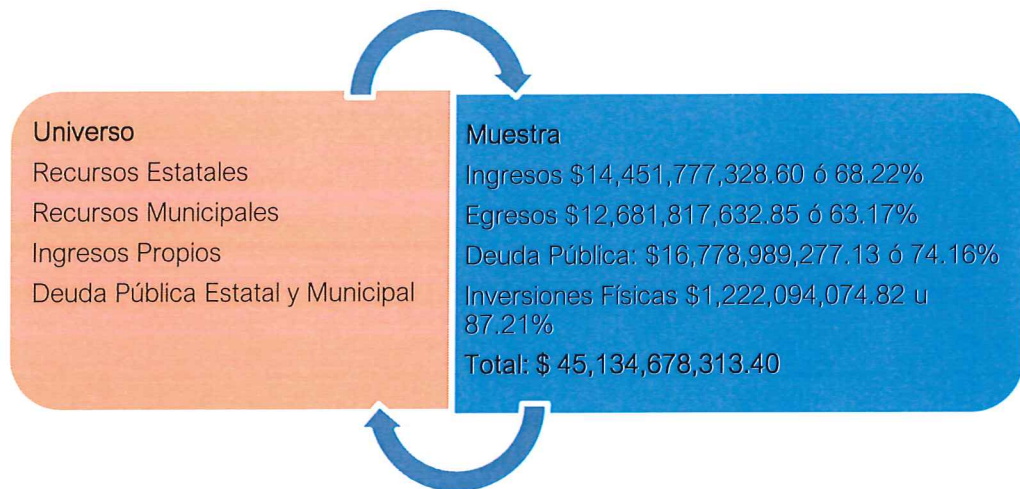 Universo
Recursos Estatales
Recursos Municipales
Ingresos Propios
Deuda Pública Estatal y Municipal
Muestra
Ingresos $14,451,777,328.60 ó 68.22%
Egresos $12,681,817,632.85 ó 63.17%
Deuda Pública: $16,778,989,277.13 ó 74.16%
Inversiones Físicas $1,222,094,074.82 u
87.21%
Total: $ 45,134,678,313.40